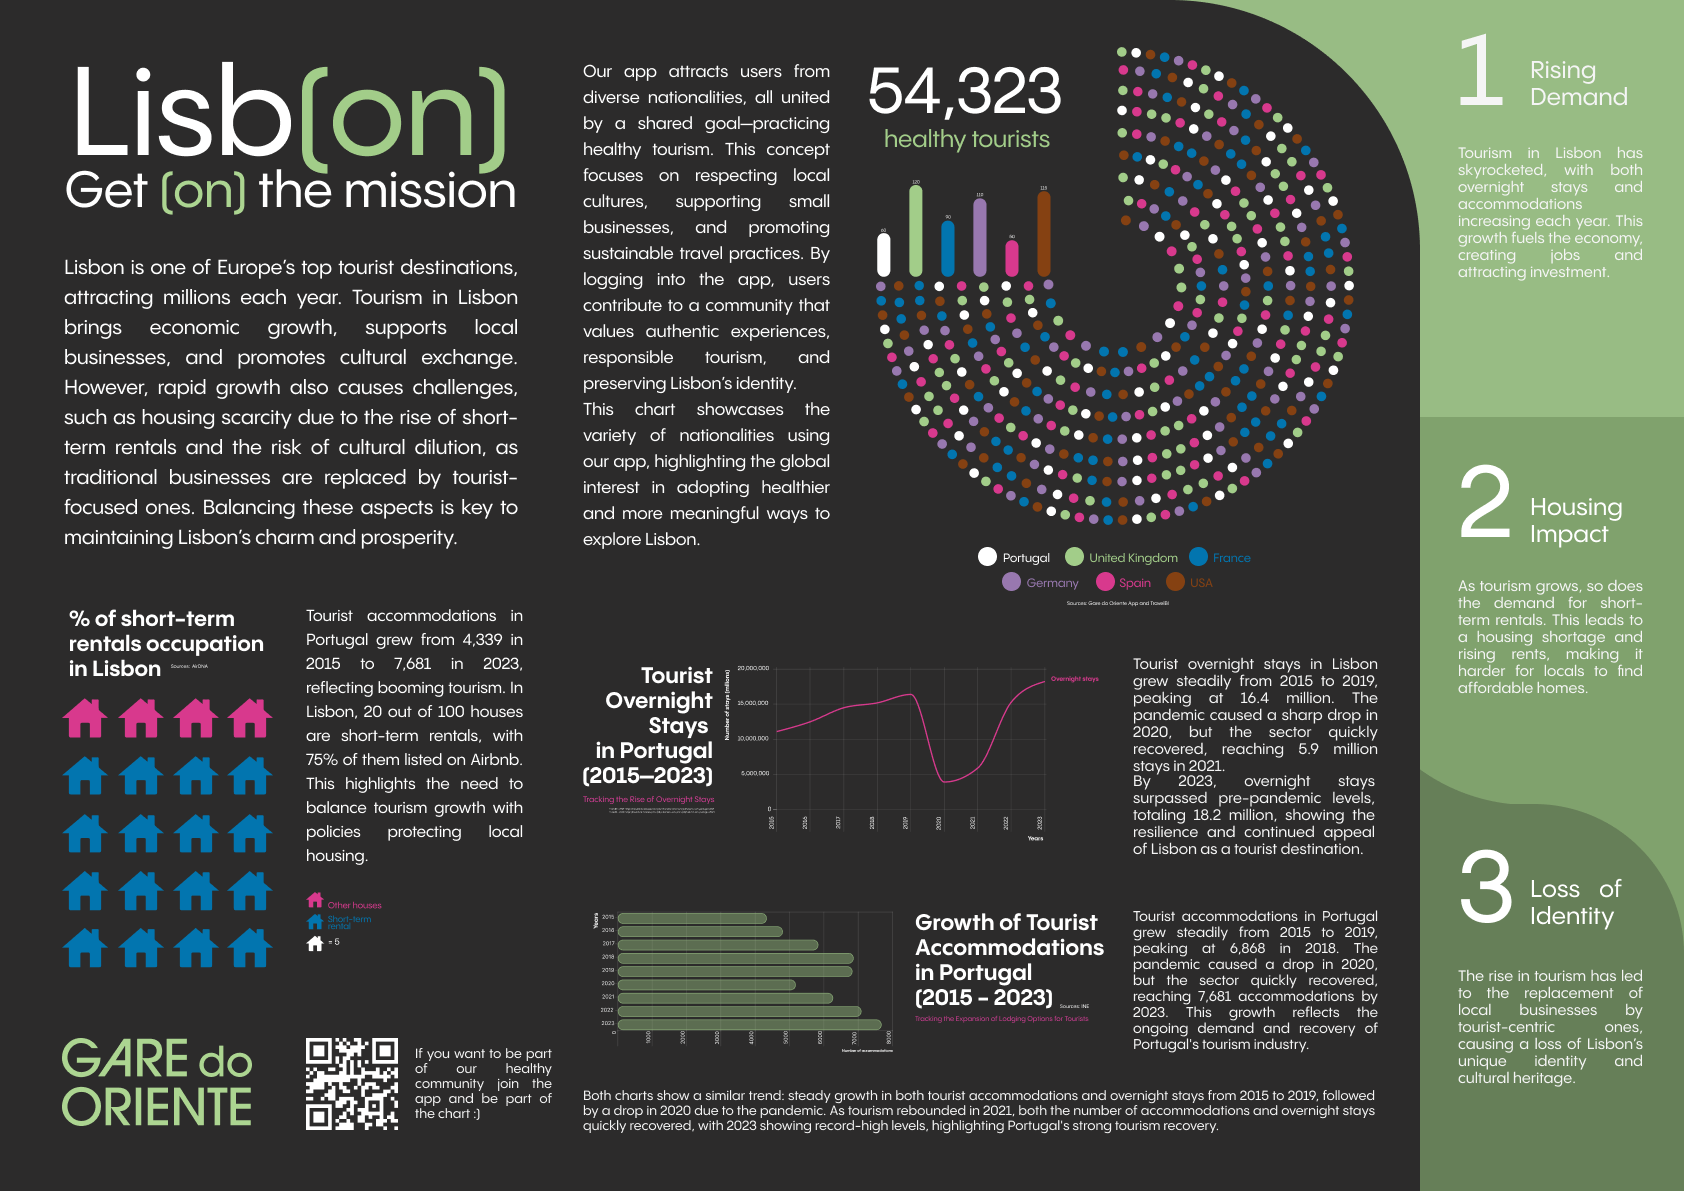 Lisb(on)
Get (on) the mission
Lisbon is one of Europe's top tourist destinations,
attracting millions each year. Tourism in Lisbon
brings economic growth, supports local
businesses, and promotes cultural exchange.
However, rapid growth also causes challenges,
such as housing scarcity due to the rise of short-
term rentals and the risk of cultural dilution, as
traditional businesses are replaced by tourist-
focused ones. Balancing these aspects is key to
maintaining Lisbon's charm and prosperity.
Our app attracts users from
diverse nationalities, all united
by a shared goal—practicing
healthy tourism. This concept
focuses on respecting local
cultures, supporting small
businesses, and promoting
sustainable travel practices. By
logging into the app, users
contribute to a community that
values authentic experiences,
responsible tourism, and
preserving Lisbon's identity.
This chart showcases the
variety of nationalities using
our app, highlighting the global
interest in adopting healthier
and more meaningful ways to
explore Lisbon.
54,323
healthy tourists
120
90
110
115
Portugal
United Kingdom
France
Germany
Spain
USA
Sources: Gare do Oriente App and TravelBI
% of short-term
rentals occupation
in Lisbon
Sources: AirDNA
Tourist accommodations in
Portugal grew from 4,339 in
2015 to 7,681 in 2023,
reflecting booming tourism. In
Lisbon, 20 out of 100 houses
are short-term rentals, with
75% of them listed on Airbnb.
This highlights the need to
balance tourism growth with
policies protecting local
housing.
Other houses
Short-term
rental
= 5
Tourist
Overnight
Stays
in Portugal
(2015—2023)
Tracking the Rise of Overnight Stays
Number of stays (millions)
20,000,000
15,000,000
10,000,000
5,000,000
0
2015
2016
2017
2018
2019
2020
2021
2022
2023
Years
Overnight stays
Tourist overnight stays in Lisbon
grew steadily from 2015 to 2019,
peaking at 16.4 million. The
pandemic caused a sharp drop in
2020, but the sector quickly
recovered, reaching 5.9 million
stays in 2021.
By 2023, overnight stays
surpassed pre-pandemic levels,
totaling 18.2 million, showing the
resilience and continued appeal
of Lisbon as a tourist destination.
Years
2015
2016
2017
2018
2019
2020
2021
2022
2023
0
1000
2000
3000
4000
5000
6000
7000
8000
Number of accommodations
Growth of Tourist
Accommodations
in Portugal
(2015 - 2023)
Sources: INE
Tracking the Expansion of Lodging Options for Tourists
Tourist accommodations in Portugal
grew steadily from 2015 to 2019,
peaking at 6,868 in 2018. The
pandemic caused a drop in 2020,
but the sector quickly recovered,
reaching 7,681 accommodations by
2023. This growth reflects the
ongoing demand and recovery of
Portugal's tourism industry.
Both charts show a similar trend: steady growth in both tourist accommodations and overnight stays from 2015 to 2019, followed
by a drop in 2020 due to the pandemic. As tourism rebounded in 2021, both the number of accommodations and overnight stays
quickly recovered, with 2023 showing record-high levels, highlighting Portugal's strong tourism recovery.
GARE do
ORIENTE
If you want to be part
of our healthy
community join the
app and be part of
the chart :)
1
Rising
Demand
Tourism in Lisbon has
skyrocketed, with both
overnight stays and
accommodations
increasing each year. This
growth fuels the economy,
creating jobs and
attracting investment.
2
Housing
Impact
As tourism grows, so does
the demand for short-
term rentals. This leads to
a housing shortage and
rising rents, making it
harder for locals to find
affordable homes.
3
Loss of
Identity
The rise in tourism has led
to the replacement of
local businesses by
tourist-centric ones,
causing a loss of Lisbon's
unique identity and
cultural heritage.